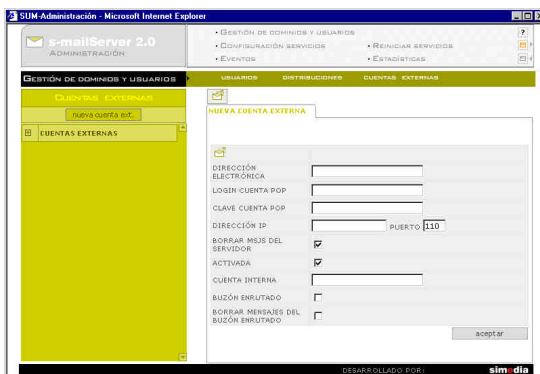 SUM-Administración - Microsoft Internet Explorer
s-mailServer 2.0
ADMINISTRACIÓN
• GESTIÓN DE DOMINIOS Y USUARIOS
• CONFIGURACIÓN SERVICIOS
• REINICIAR SERVICIOS
• EVENTOS
• ESTADÍSTICAS
?
GESTIÓN DE DOMINIOS Y USUARIOS
USUARIOS DISTRIBUCIONES CUENTAS EXTERNAS
CUENTAS EXTERNAS
nueva cuenta ext.
CUENTAS EXTERNAS
NUEVA CUENTA EXTERNA
DIRECCIÓN
ELECTRÓNICA
LOGIN CUENTA POP
CLAVE CUENTA POP
DIRECCIÓN IP
PUERTO 110
BORRAR MSJS DEL
SERVIDOR
ACTIVADA
CUENTA INTERNA
BUZÓN ENRUTADO
BORRAR MENSAJES DEL
BUZÓN ENRUTADO
aceptar
DESARROLLADO POR:
simedia